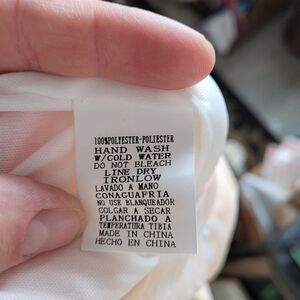 100%POLYESTER-POLIESTER
HAND WASH
W/COLD WATER
DO NOT BLEACH
LINE DRY
IRONLOW
LAVADO A MANO
CONAGUAFRIA
NO USE BLANQUEADOR
COLGAR A SECAR
PLANCHADO A
TEMPERATURA TIBIA
MADE IN CHINA
HECHO EN CHINA